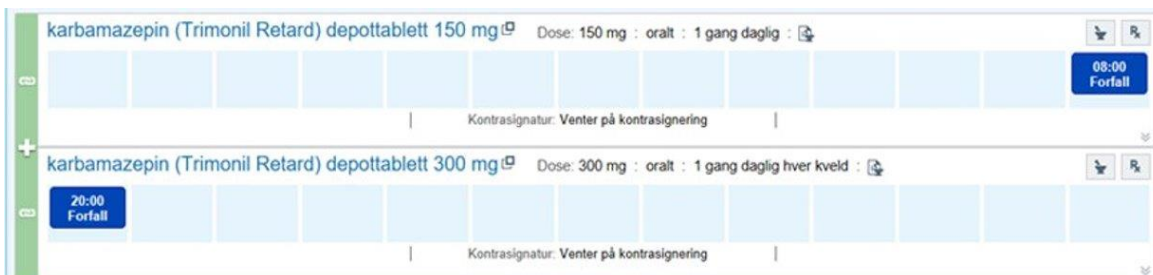 karbamazepin (Trimonil Retard) depottablett 150 mg Dose: 150 mg : oralt : 1 gang daglig :
08:00
Forfall
Kontrasignatur: Venter på kontrasignering
karbamazepin (Trimonil Retard) depottablett 300 mg Dose: 300 mg : oralt : 1 gang daglig hver kveld :
20:00
Forfall
Kontrasignatur: Venter på kontrasignering